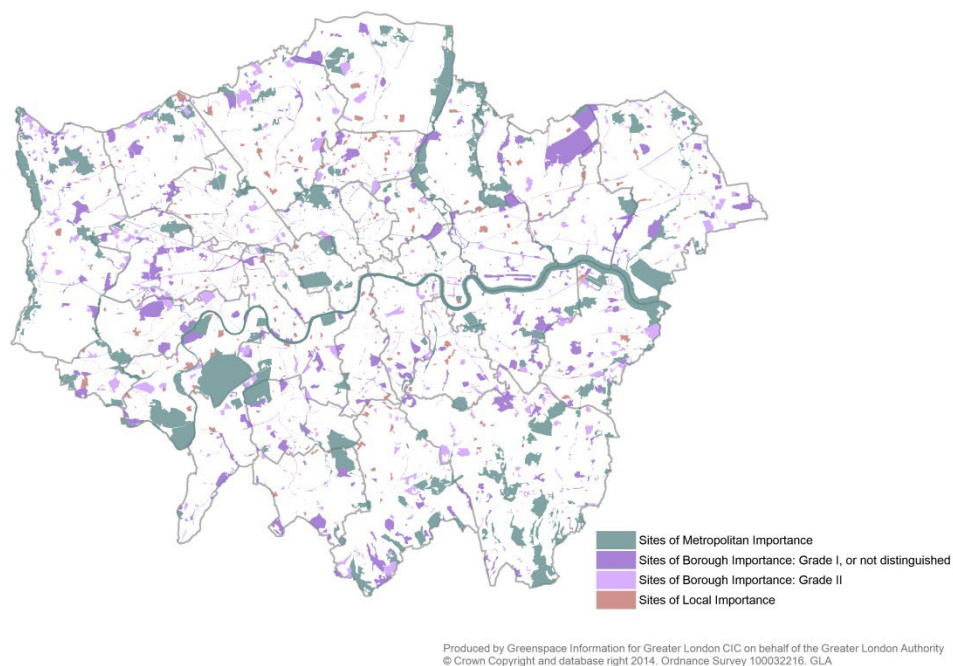 Sites of Metropolitan Importance
Sites of Borough Importance: Grade I, or not distinguished
Sites of Borough Importance: Grade II
Sites of Local Importance
Produced by Greenspace Information for Greater London CIC on behalf of the Greater London Authority
© Crown Copyright and database right 2014. Ordnance Survey 100032216. GLA